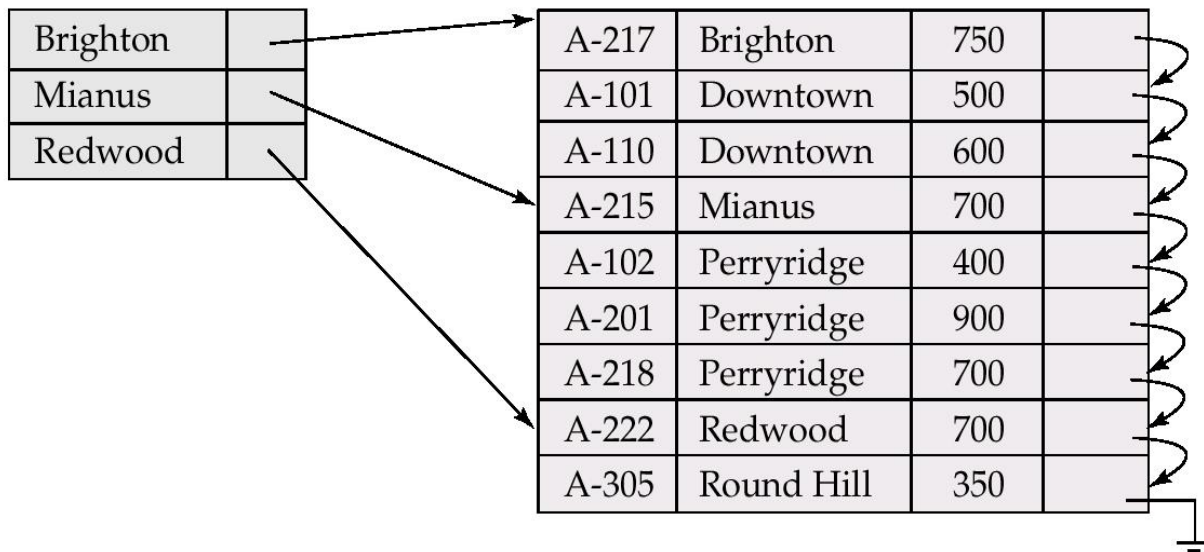 Brighton
Mianus
Redwood
A-217 Brighton 750
A-101 Downtown 500
A-110 Downtown 600
A-215 Mianus 700
A-102 Perryridge 400
A-201 Perryridge 900
A-218 Perryridge 700
A-222 Redwood 700
A-305 Round Hill 350